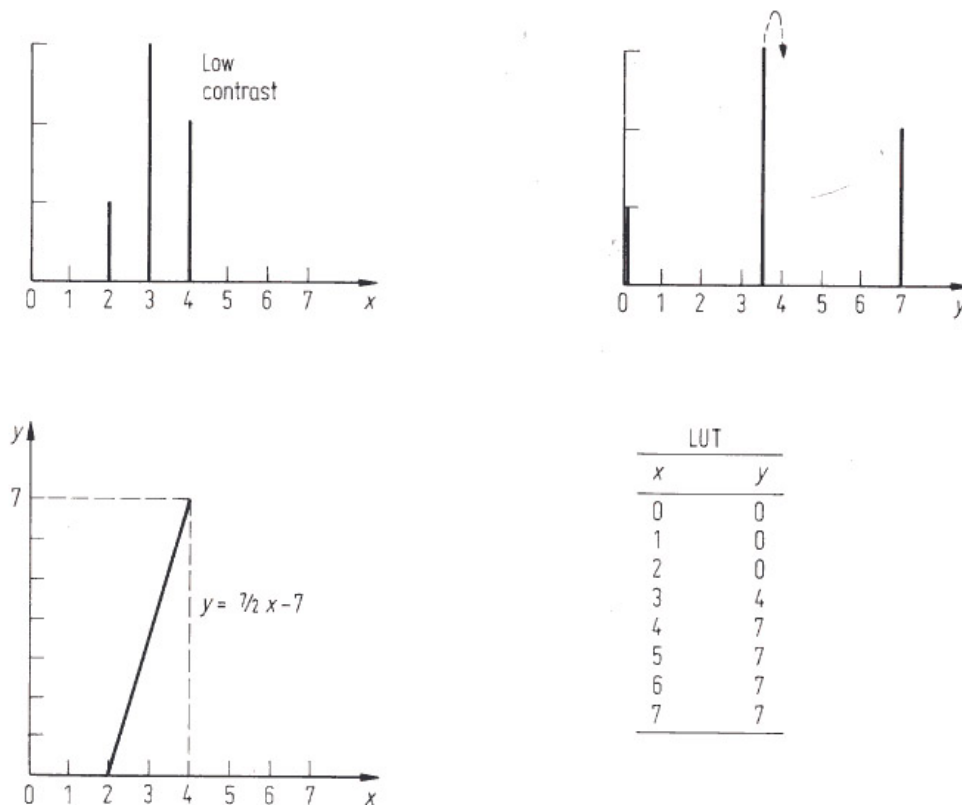 Low
contrast
0 1 2 3 4 5 6 7 x
0 1 2 3 4 5 6 7 y
y
7
y = 7/2 x - 7
0 1 2 3 4 5 6 7 x
LUT
x y
0 0
1 0
2 0
3 4
4 7
5 7
6 7
7 7